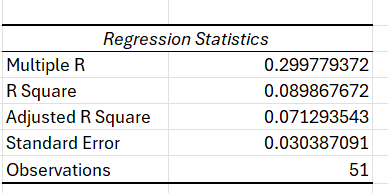 Regression Statistics
Multiple R 0.299779372
R Square 0.089867672
Adjusted R Square 0.071293543
Standard Error 0.030387091
Observations 51